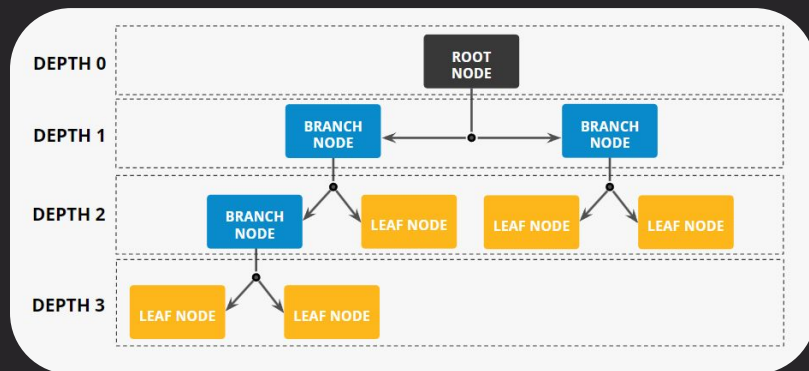 DEPTH 0
ROOT
NODE
DEPTH 1
BRANCH
NODE
BRANCH
NODE
DEPTH 2
BRANCH
NODE
LEAF NODE
LEAF NODE
LEAF NODE
DEPTH 3
LEAF NODE
LEAF NODE